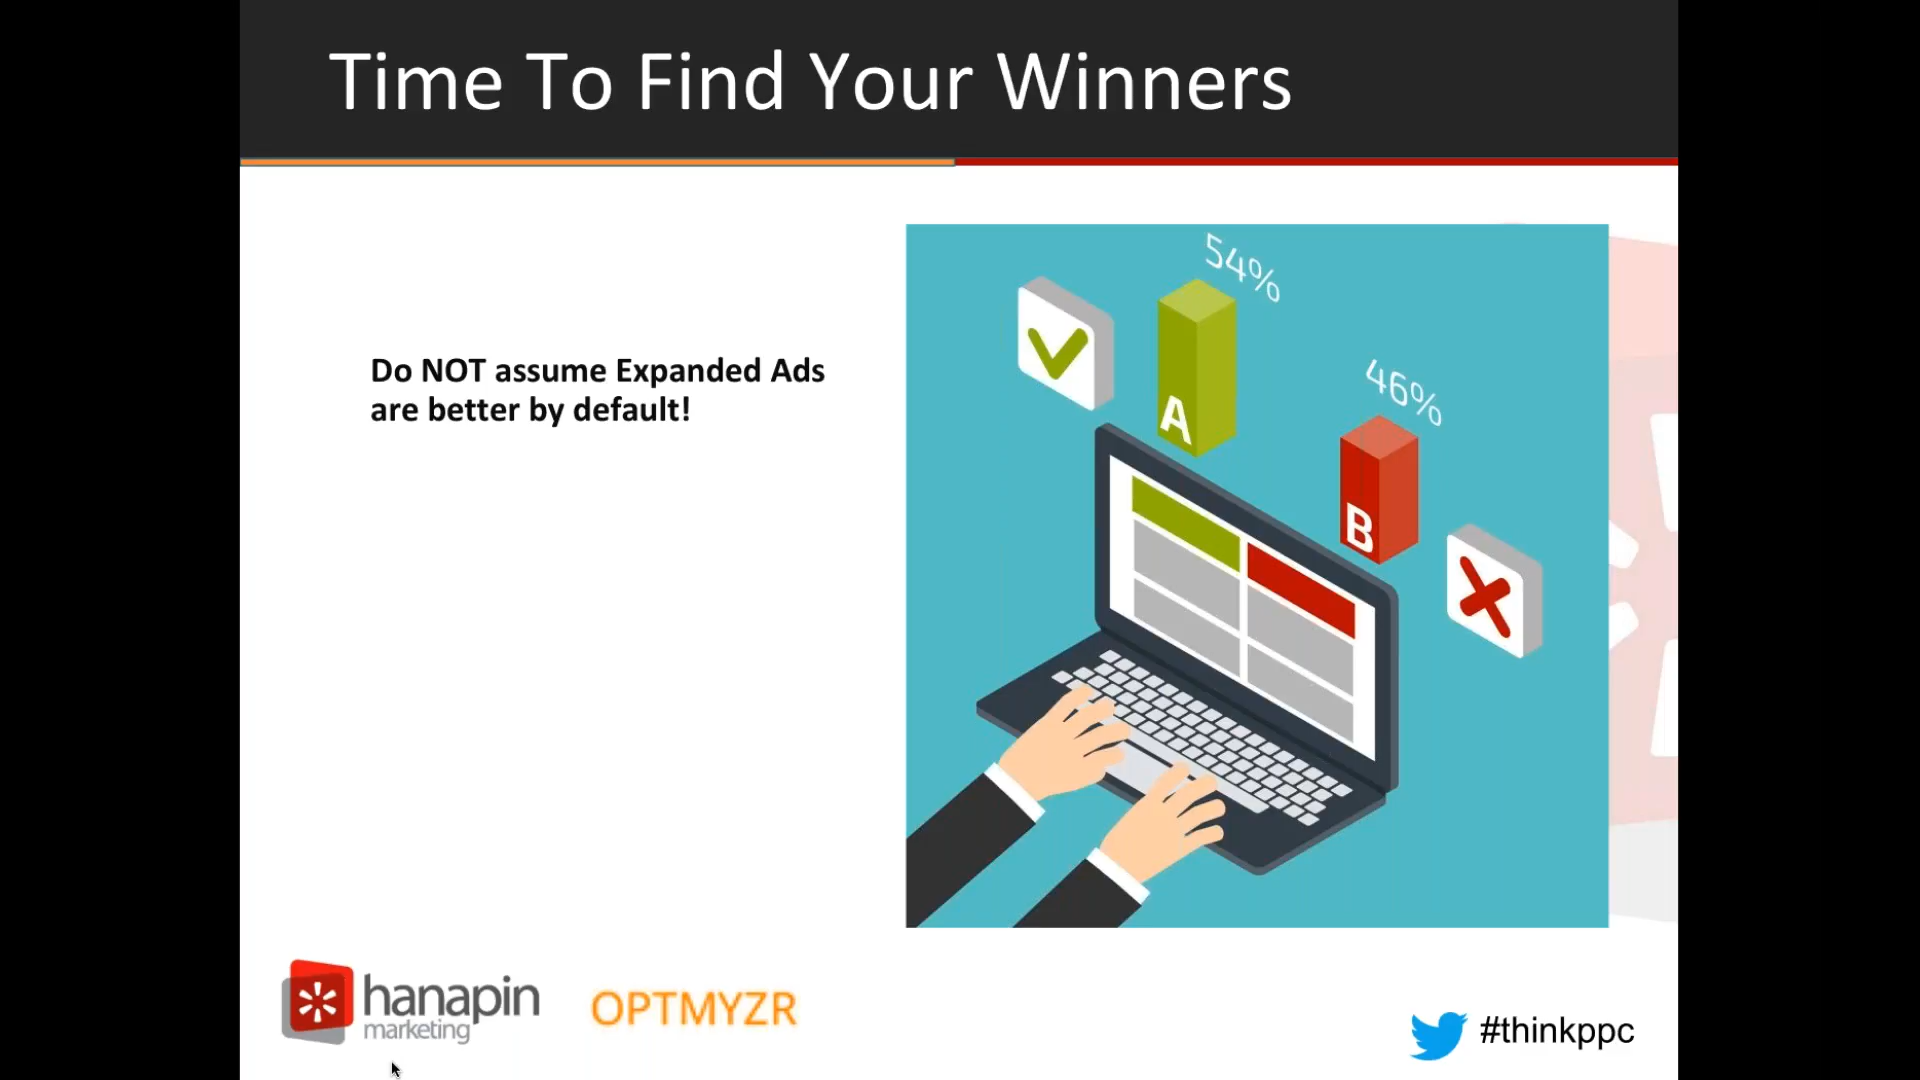 Time To Find Your Winners
Do NOT assume Expanded Ads
are better by default!
54%
46%
A
B
hanapin
marketing
OPTMYZR
#thinkppc